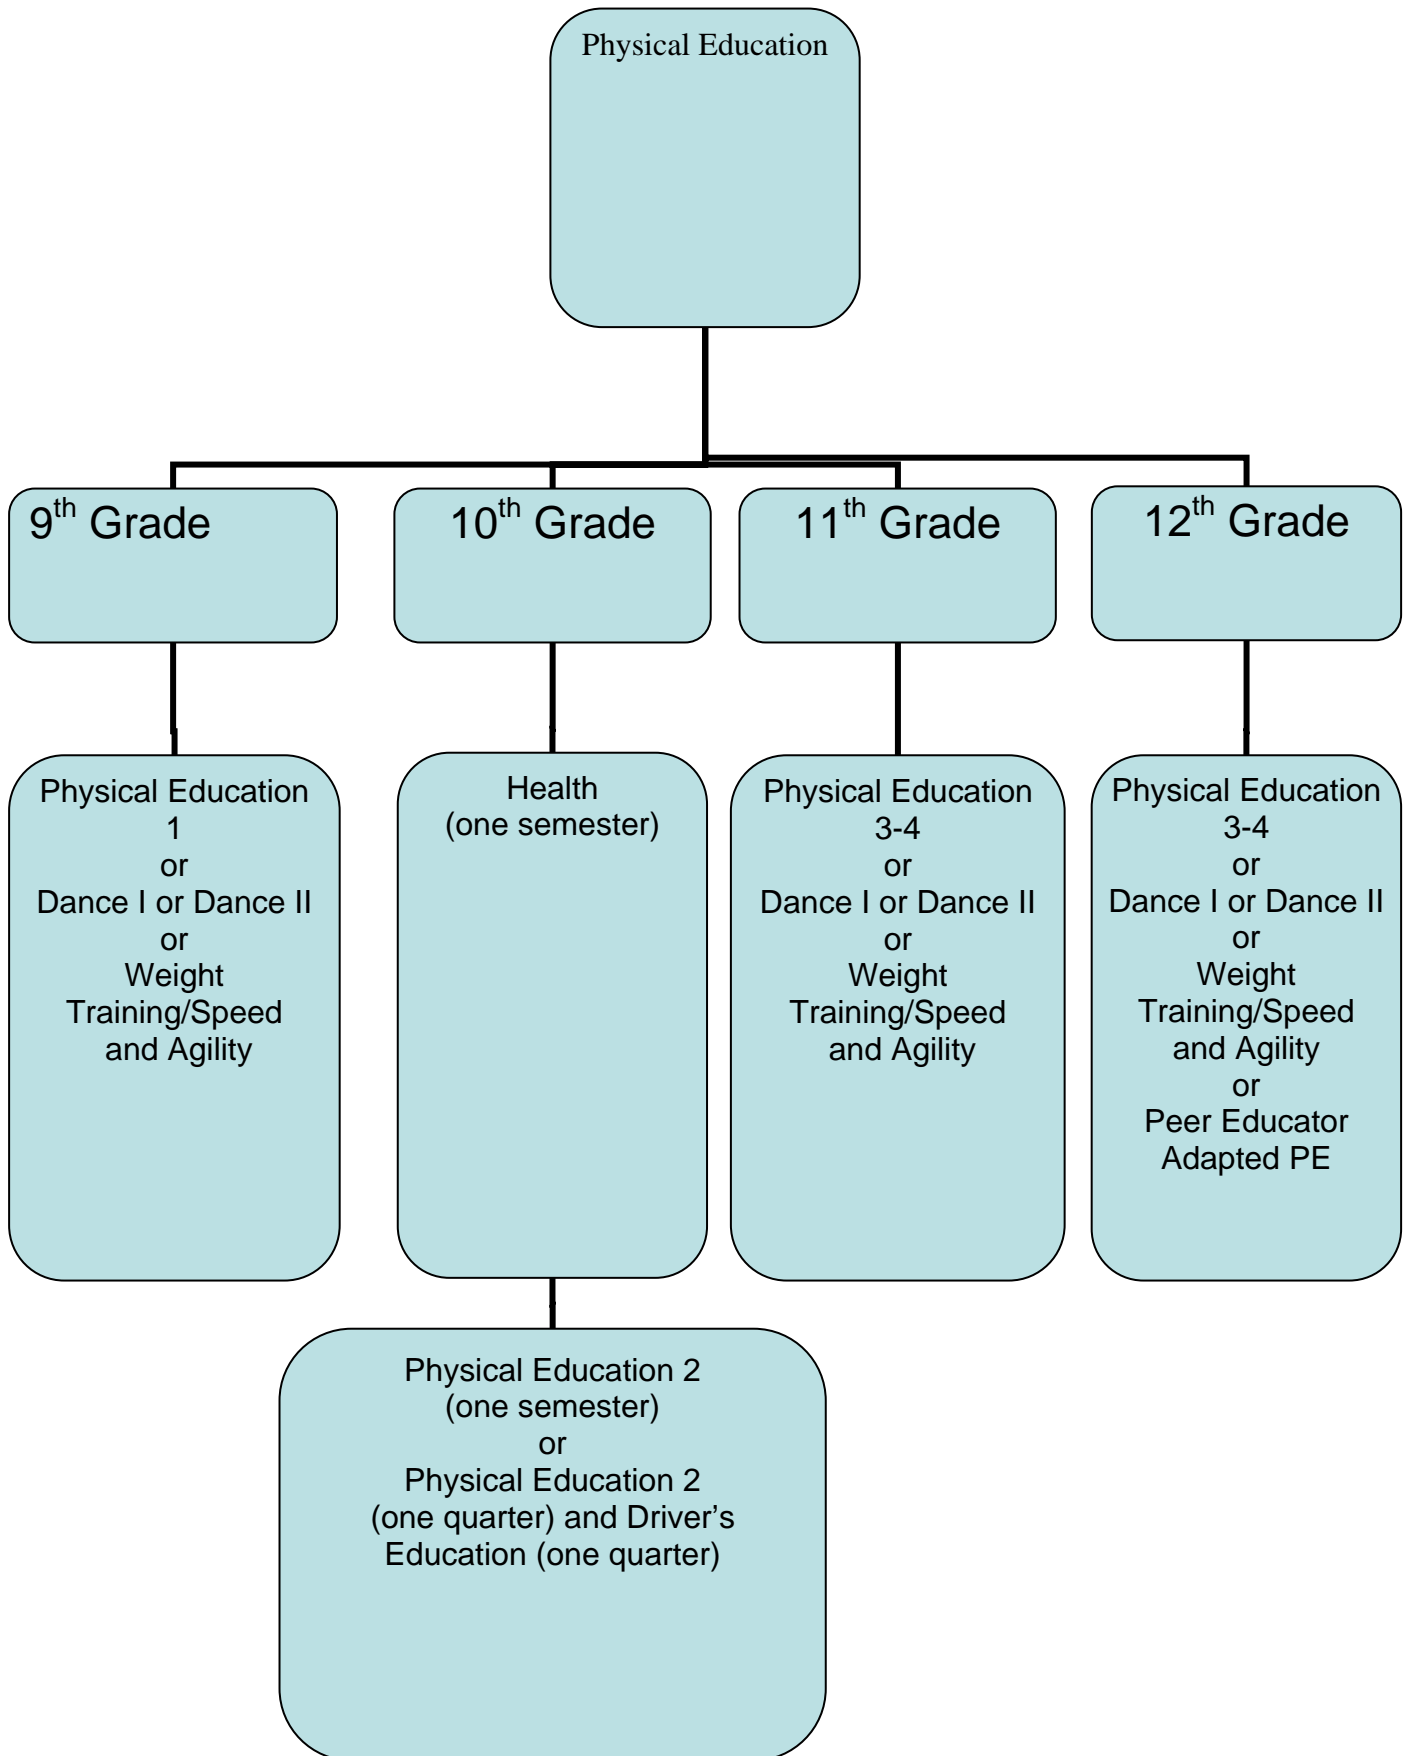 Physical Education
9th Grade
10th Grade
11th Grade
12th Grade
Physical Education
1
or
Dance I or Dance II
or
Weight
Training/Speed
and Agility
Health
(one semester)
Physical Education
3-4
or
Dance I or Dance II
or
Weight
Training/Speed
and Agility
Physical Education
3-4
or
Dance I or Dance II
or
Weight
Training/Speed
and Agility
or
Peer Educator
Adapted PE
Physical Education 2
(one semester)
or
Physical Education 2
(one quarter) and Driver’s
Education (one quarter)